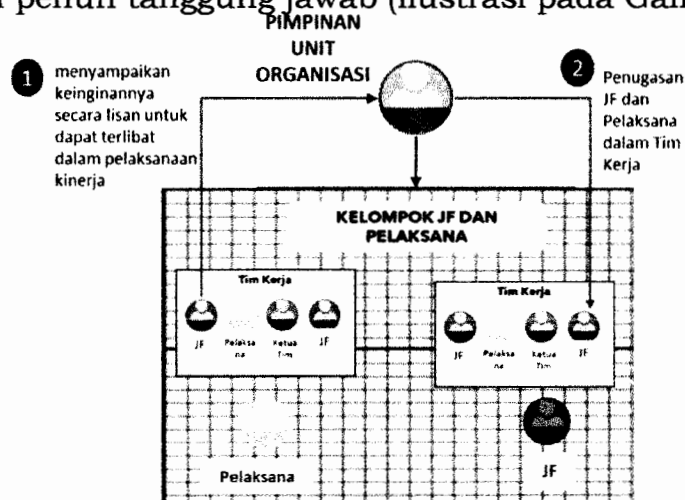 penuh tanggung jawab (ilustrasi pada Gam
PIMPINAN
UNIT
ORGANISASI
1
menyampaikan
keinginannya
secara lisan untuk
dapat terlibat
dalam pelaksanaan
kinerja
2
Penugasan
JF dan
Pelaksana
dalam Tim
Kerja
KELOMPOK JF DAN
PELAKSANA
Tim Kerja
JF
Pelaksa
na
Ketua
Tim
JF
Tim Kerja
JF
Pelaksa
na
Ketua
Tim
JF
Pelaksana
JF